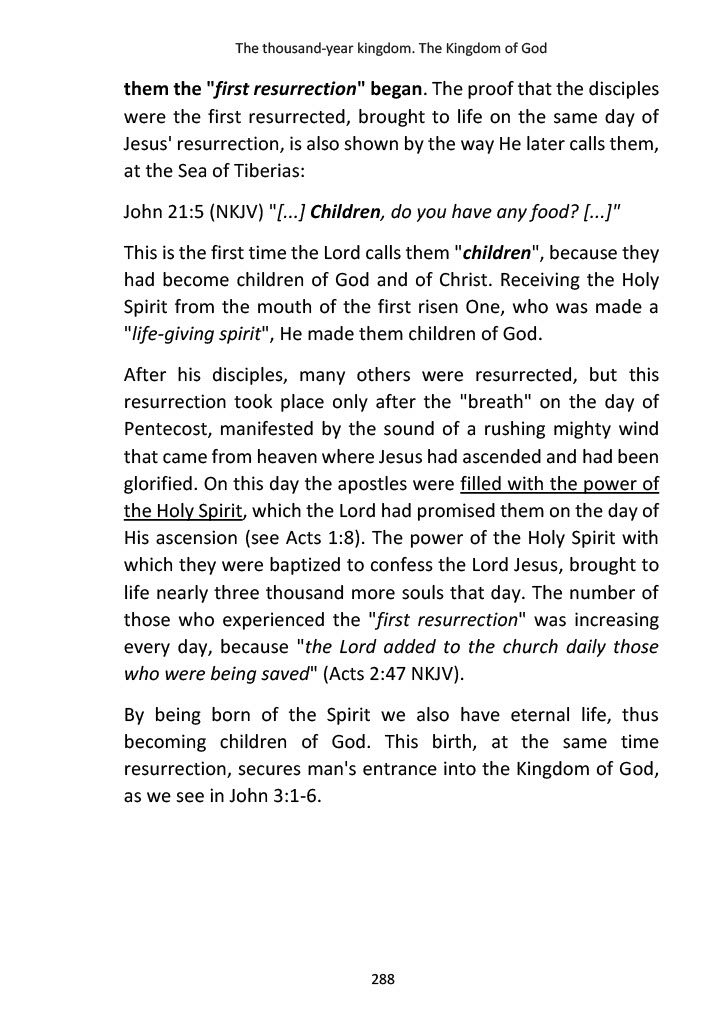 The thousand-year kingdom. The Kingdom of God
them the "first resurrection" began. The proof that the disciples
were the first resurrected, brought to life on the same day of
Jesus' resurrection, is also shown by the way He later calls them,
at the Sea of Tiberias:
John 21:5 (NKJV) "[...] Children, do you have any food? [...]"
This is the first time the Lord calls them "children", because they
had become children of God and of Christ. Receiving the Holy
Spirit from the mouth of the first risen One, who was made a
"life-giving spirit", He made them children of God.
After his disciples, many others were resurrected, but this
resurrection took place only after the "breath" on the day of
Pentecost, manifested by the sound of a rushing mighty wind
that came from heaven where Jesus had ascended and had been
glorified. On this day the apostles were filled with the power of
the Holy Spirit, which the Lord had promised them on the day of
His ascension (see Acts 1:8). The power of the Holy Spirit with
which they were baptized to confess the Lord Jesus, brought to
life nearly three thousand more souls that day. The number of
those who experienced the "first resurrection" was increasing
every day, because "the Lord added to the church daily those
who were being saved" (Acts 2:47 NKJV).
By being born of the Spirit we also have eternal life, thus
becoming children of God. This birth, at the same time
resurrection, secures man's entrance into the Kingdom of God,
as we see in John 3:1-6.
288